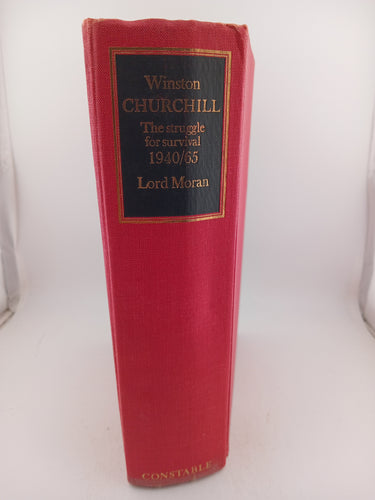 Winston
CHURCHILL
The struggle
for survival
1940/65
Lord Moran
CONSTABLE